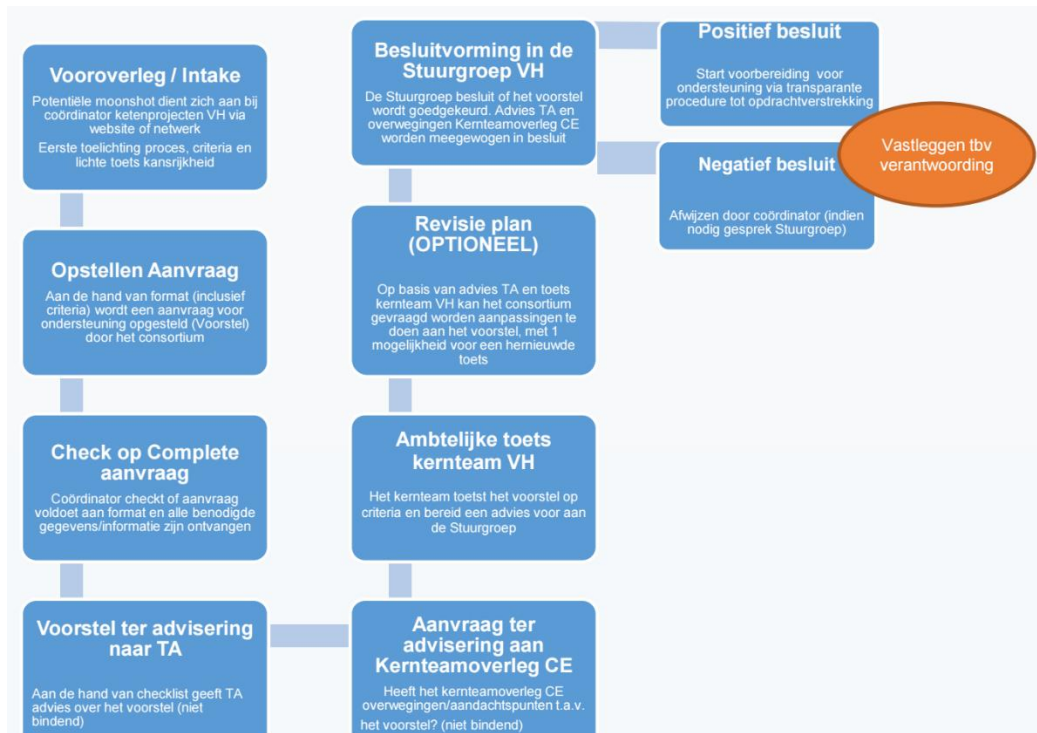 Vooroverleg / Intake
Potentiële moonshot dient zich aan bij
coördinator ketenprojecten VH via
website of netwerk
Eerste toelichting proces, criteria en
lichte toets kansrijkheid
Opstellen Aanvraag
Aan de hand van format (inclusief
criteria) wordt een aanvraag voor
ondersteuning opgesteld (Voorstel)
door het consortium
Check op Complete
aanvraag
Coördinator checkt of aanvraag
voldoet aan format en alle benodigde
gegevens/informatie zijn ontvangen
Voorstel ter advisering
naar TA
Aan de hand van checklist geeft TA
advies over het voorstel (niet
bindend)
Aanvraag ter
advisering aan
Kernteamoverleg CE
Heeft het kernteamoverleg CE
overwegingen/aandachtspunten t.a.v.
het voorstel? (niet bindend)
Ambtelijke toets
kernteam VH
Het kernteam toetst het voorstel op
criteria en bereid een advies voor aan
de Stuurgroep
Revisie plan
(OPTIONEEL)
Op basis van advies TA en toets
kernteam VH kan het consortium
gevraagd worden aanpassingen te
doen aan het voorstel, met 1
mogelijkheid voor een hernieuwde
toets
Besluitvorming in de
Stuurgroep VH
De Stuurgroep besluit of het voorstel
wordt goedgekeurd. Advies TA en
overwegingen Kernteamoverleg CE
worden meegewogen in besluit
Positief besluit
Start voorbereiding voor
ondersteuning via transparante
procedure tot opdrachtverstrekking
Negatief besluit
Afwijzen door coördinator (indien
nodig gesprek Stuurgroep)
Vastleggen tbv
verantwoording